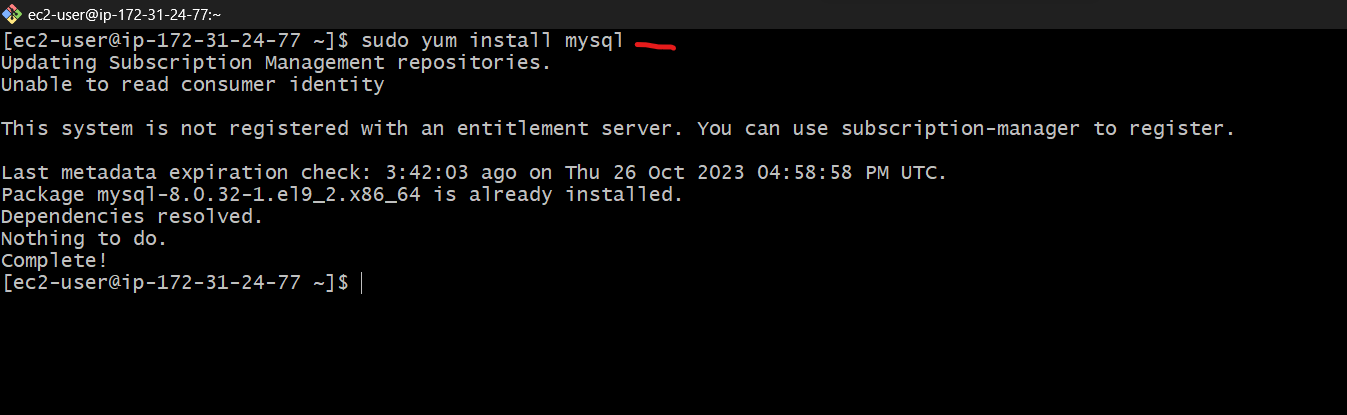 ec2-user@ip-172-31-24-77:~
[ec2-user@ip-172-31-24-77 ~]$ sudo yum install mysql
Updating Subscription Management repositories.
Unable to read consumer identity
This system is not registered with an entitlement server. You can use subscription-manager to register.
Last metadata expiration check: 3:42:03 ago on Thu 26 Oct 2023 04:58:58 PM UTC.
Package mysql-8.0.32-1.el9_2.x86_64 is already installed.
Dependencies resolved.
Nothing to do.
Complete!
[ec2-user@ip-172-31-24-77 ~]$